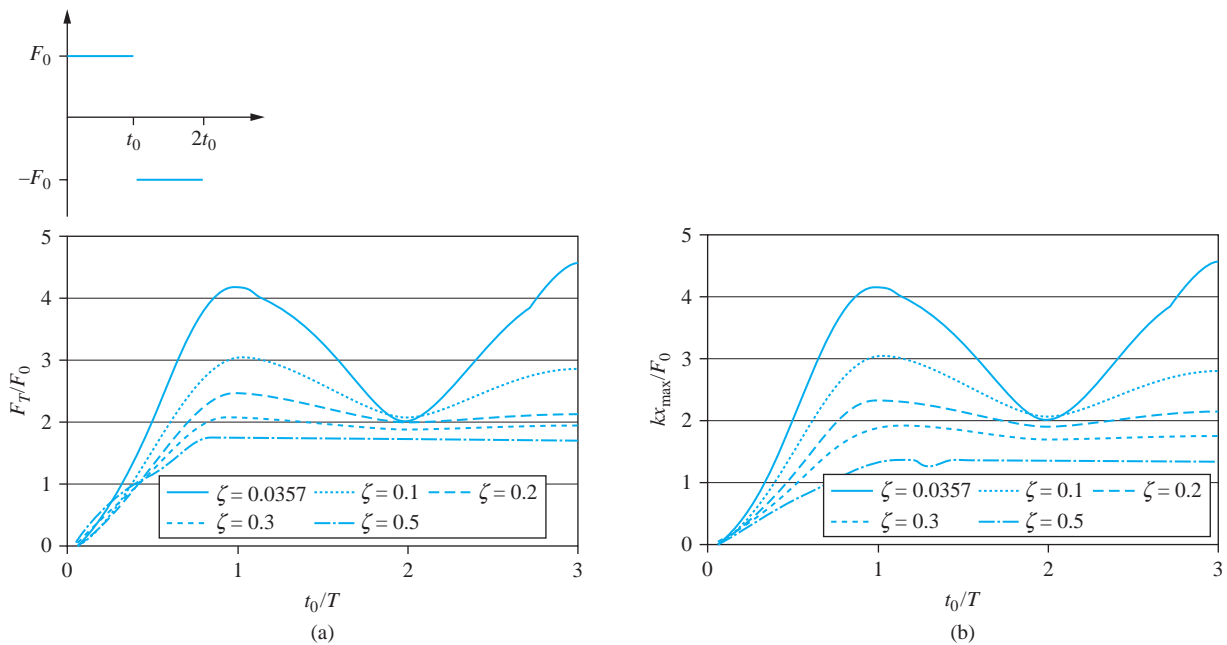 F₀
t₀ 2t₀
–F₀
5
4
3
2
1
0
F_T/F₀
ζ = 0.0357 ζ = 0.1 ζ = 0.2
ζ = 0.3 ζ = 0.5
0 1 2 3
t₀/T
(a)
5
4
3
2
1
0
kx_max/F₀
ζ = 0.0357 ζ = 0.1 ζ = 0.2
ζ = 0.3 ζ = 0.5
0 1 2 3
t₀/T
(b)